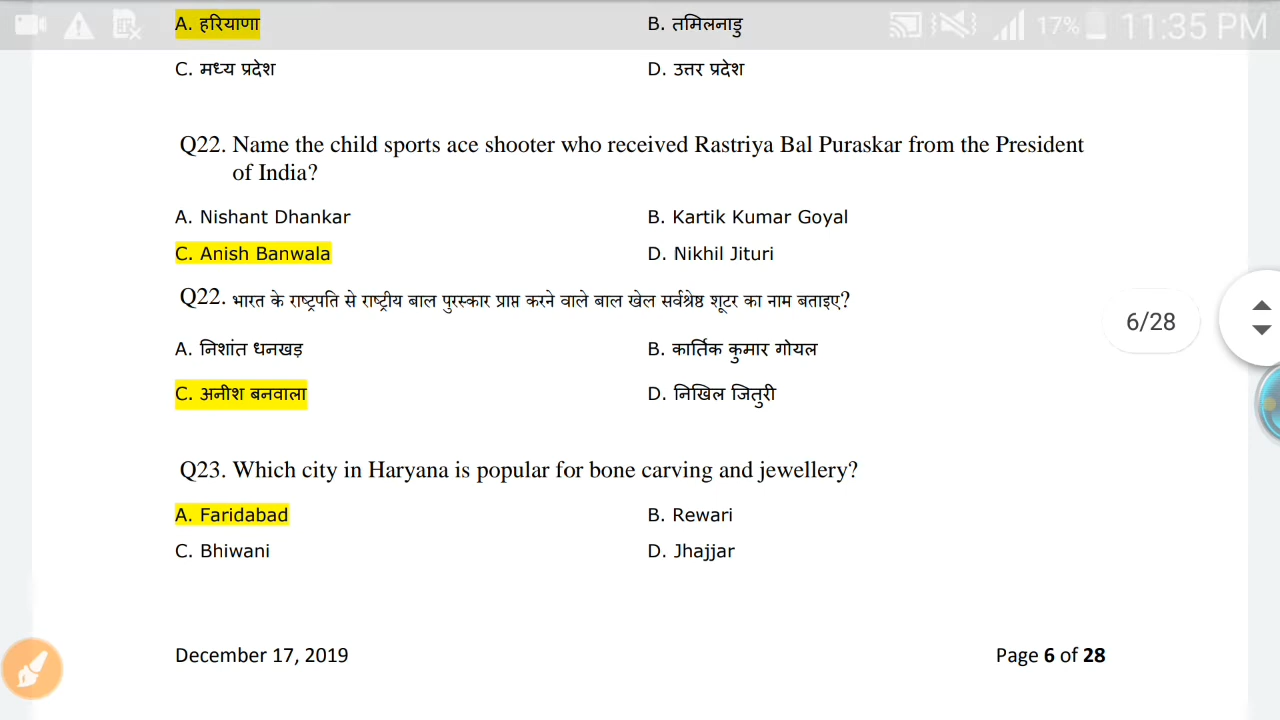 A. हरियाणा B. तमिलनाडु 17% 11:35 PM
C. मध्य प्रदेश D. उत्तर प्रदेश
Q22. Name the child sports ace shooter who received Rastriya Bal Puraskar from the President
of India?
A. Nishant Dhankar B. Kartik Kumar Goyal
C. Anish Banwala D. Nikhil Jituri
Q22. भारत के राष्ट्रपति से राष्ट्रीय बाल पुरस्कार प्राप्त करने वाले बाल खेल सर्वश्रेष्ठ शूटर का नाम बताइए?
6/28
A. निशांत धनखड़ B. कार्तिक कुमार गोयल
C. अनीश बनवाला D. निखिल जितुरी
Q23. Which city in Haryana is popular for bone carving and jewellery?
A. Faridabad B. Rewari
C. Bhiwani D. Jhajjar
December 17, 2019 Page 6 of 28